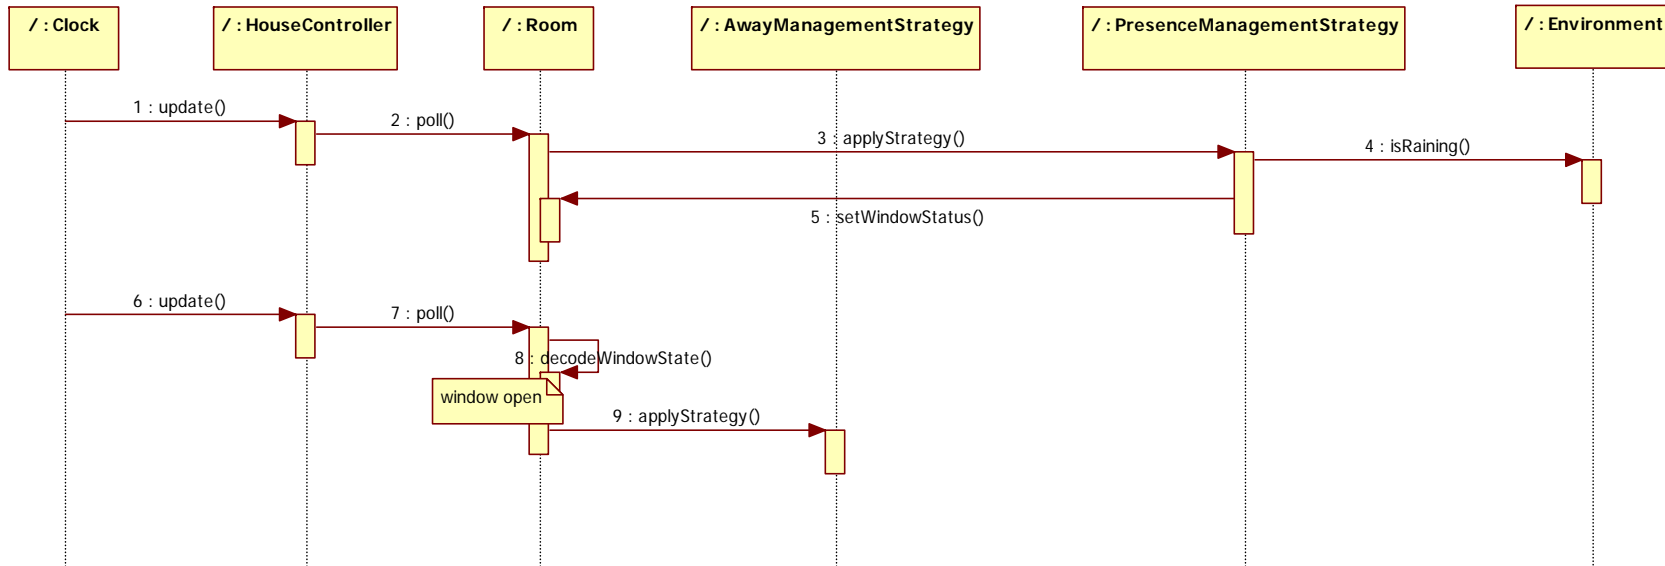 / : Clock
/ : HouseController
/ : Room
/ : AwayManagementStrategy
/ : PresenceManagementStrategy
/ : Environment
1 : update()
2 : poll()
3 : applyStrategy()
4 : isRaining()
5 : setWindowStatus()
6 : update()
7 : poll()
8 : decodeWindowState()
window open
9 : applyStrategy()